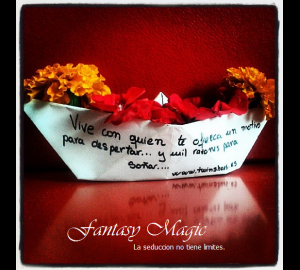 Vive con quien te ofrezca un motivo
para despertar... y mil razones para
soñar....
Fantasy Magic
La seduccion no tiene limites.